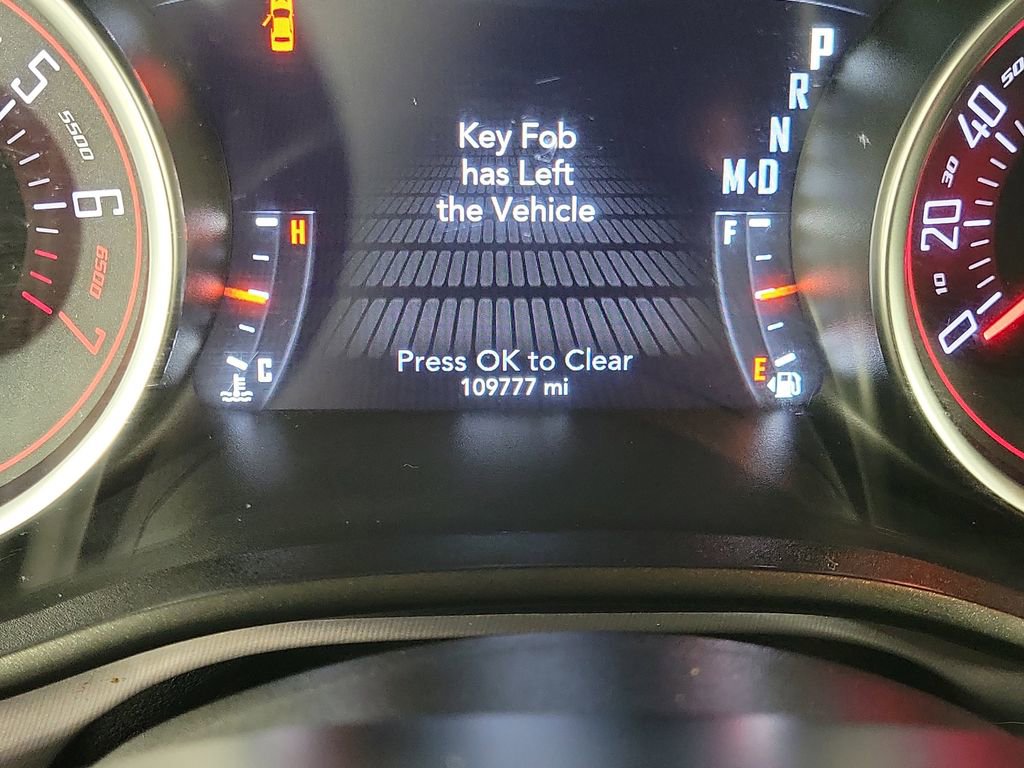 5
5500
6
6500
7
H
C
Key Fob
has Left
the Vehicle
Press OK to Clear
109777 mi
P
R
N
M◂D
F
E
50
40
30
20
10
0